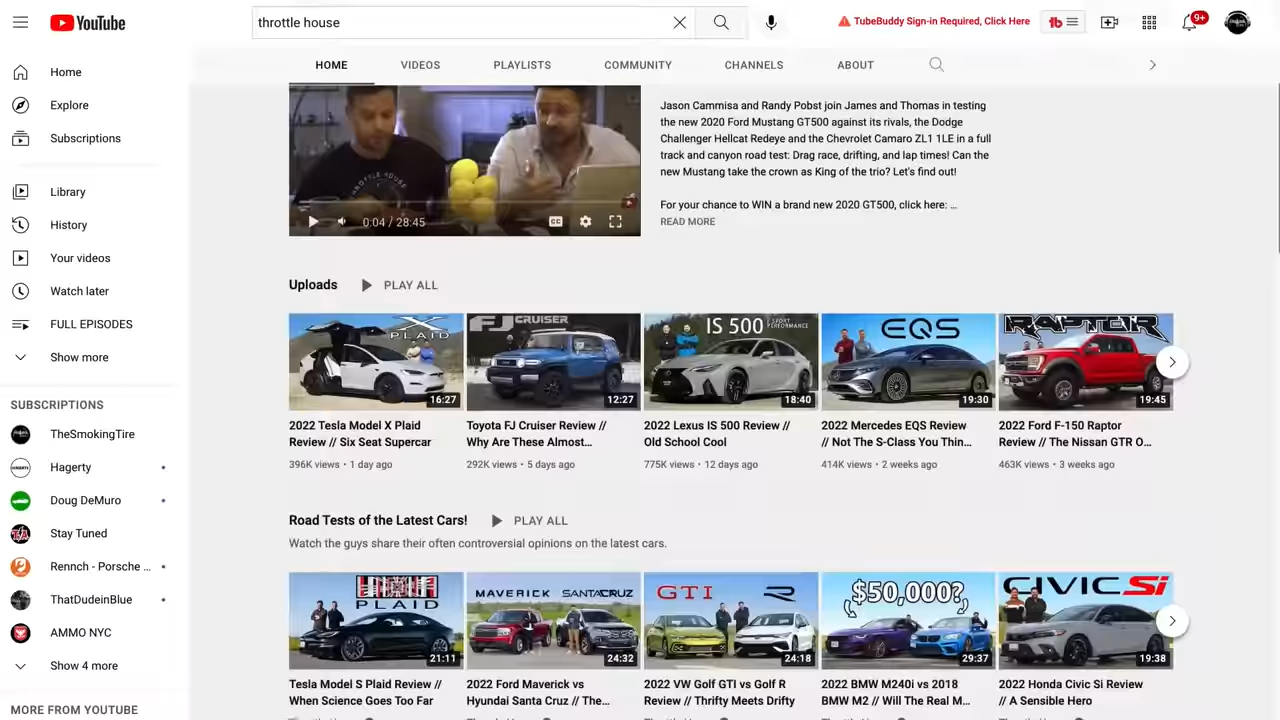 YouTube
throttle house
TubeBuddy Sign-in Required, Click Here
tb
9+
HOME
VIDEOS
PLAYLISTS
COMMUNITY
CHANNELS
ABOUT
Home
Explore
Subscriptions
Library
History
Your videos
Watch later
FULL EPISODES
Show more
SUBSCRIPTIONS
TheSmokingTire
Hagerty
Doug DeMuro
Stay Tuned
Rennch - Porsche ...
ThatDudeinBlue
AMMO NYC
Show 4 more
MORE FROM YOUTUBE
THROTTLE HOUSE
0:04 / 28:45
CC
Jason Cammisa and Randy Pobst join James and Thomas in testing
the new 2020 Ford Mustang GT500 against its rivals, the Dodge
Challenger Hellcat Redeye and the Chevrolet Camaro ZL1 1LE in a full
track and canyon road test: Drag race, drifting, and lap times! Can the
new Mustang take the crown as King of the trio? Let's find out!
For your chance to WIN a brand new 2020 GT500, click here: ...
READ MORE
Uploads
PLAY ALL
X
PLAID
16:27
FJ CRUISER
12:27
IS 500 F SPORT
PERFORMANCE
18:40
EQS
19:30
RAPTOR
19:45
2022 Tesla Model X Plaid
Review // Six Seat Supercar
396K views • 1 day ago
Toyota FJ Cruiser Review //
Why Are These Almost...
292K views • 5 days ago
2022 Lexus IS 500 Review //
Old School Cool
775K views • 12 days ago
2022 Mercedes EQS Review
// Not The S-Class You Thin...
414K views • 2 weeks ago
2022 Ford F-150 Raptor
Review // The Nissan GTR O...
463K views • 3 weeks ago
Road Tests of the Latest Cars!
PLAY ALL
Watch the guys share their often controversial opinions on the latest cars.
PLAID
21:11
MAVERICK SANTACRUZ
24:32
GTI R
24:18
$50,000?
29:37
CIVIC Si
19:38
Tesla Model S Plaid Review //
When Science Goes Too Far
2022 Ford Maverick vs
Hyundai Santa Cruz // The...
2022 VW Golf GTI vs Golf R
Review // Thrifty Meets Drifty
2022 BMW M240i vs 2018
BMW M2 // Will The Real M...
2022 Honda Civic Si Review
// A Sensible Hero